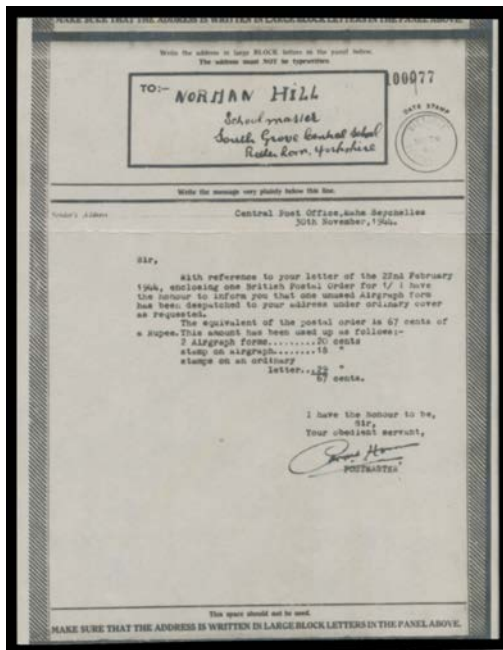 MAKE SURE THAT THE ADDRESS IS WRITTEN IN LARGE BLOCK LETTERS IN THE PANEL ABOVE.
Write the address in large BLOCK letters in the panel below.
The address must NOT be typewritten.
TO:-
NORMAN HILL
Schoolmaster
South Grove Central School
Yorkshire
100077
DATE STAMP
Write the message very plainly below this line.
Sender's Address
Central Post Office, Mahe Seychelles
30th November, 1944.
Sir,
With reference to your letter of the 22nd February
1944, enclosing one British Postal Order for 1/ I have
the honour to inform you that one unused Airgraph form
has been despatched to your address under ordinary cover
as requested.
The equivalent of the postal order is 67 cents of
a Rupee. This amount has been used up as follows:-
2 Airgraph forms.........20 cents
stamp on airgraph........18 "
stamps on an ordinary
letter...29 "
67 cents.
I have the honour to be,
Sir,
Your obedient servant,
POSTMASTER
This space should not be used.
MAKE SURE THAT THE ADDRESS IS WRITTEN IN LARGE BLOCK LETTERS IN THE PANEL ABOVE.